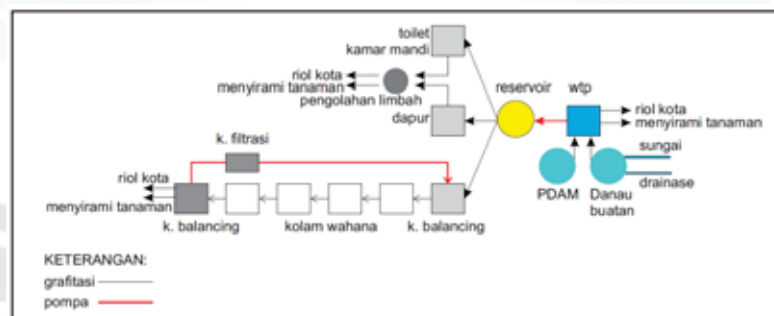 toilet
kamar mandi
riol kota
menyirami tanaman
pengolahan limbah
dapur
reservoir
wtp
riol kota
menyirami tanaman
sungai
drainase
PDAM
Danau
buatan
k. filtrasi
riol kota
menyirami tanaman
k. balancing
kolam wahana
k. balancing
KETERANGAN:
grafitasi
pompa